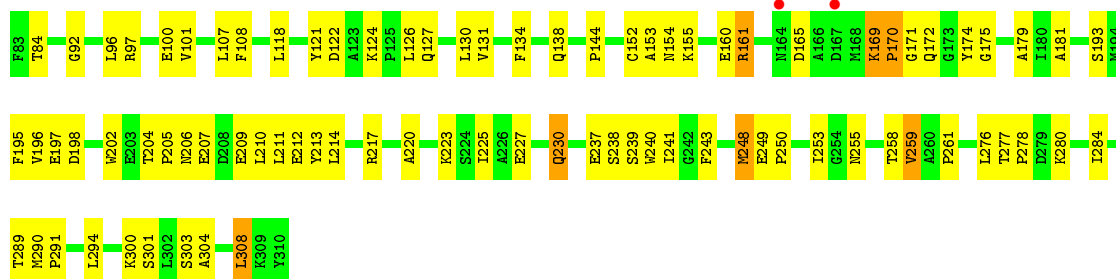 F83 T84 G92 L96 R97 E100 V101 L107 F108 L118 Y121 D122 A123 K124 P125 L126 Q127 L130 V131 F134 Q138 P144 C152 A153 N154 K155 E160 R161 N164 D165 A166 D167 M168 K169 P170 G171 Q172 G173 Y174 G175 A179 I180 A181 S193 M194
F195 V196 E197 D198 W202 E203 T204 P205 N206 E207 D208 E209 L210 L211 E212 Y213 L214 R217 A220 K223 S224 I225 A226 E227 Q230 E237 S238 S239 W240 I241 G242 F243 M248 E249 P250 I253 G254 N255 T258 V259 A260 P261 L276 T277 P278 D279 K280 I284
T289 M290 P291 L294 K300 S301 L302 S303 A304 L308 K309 Y310